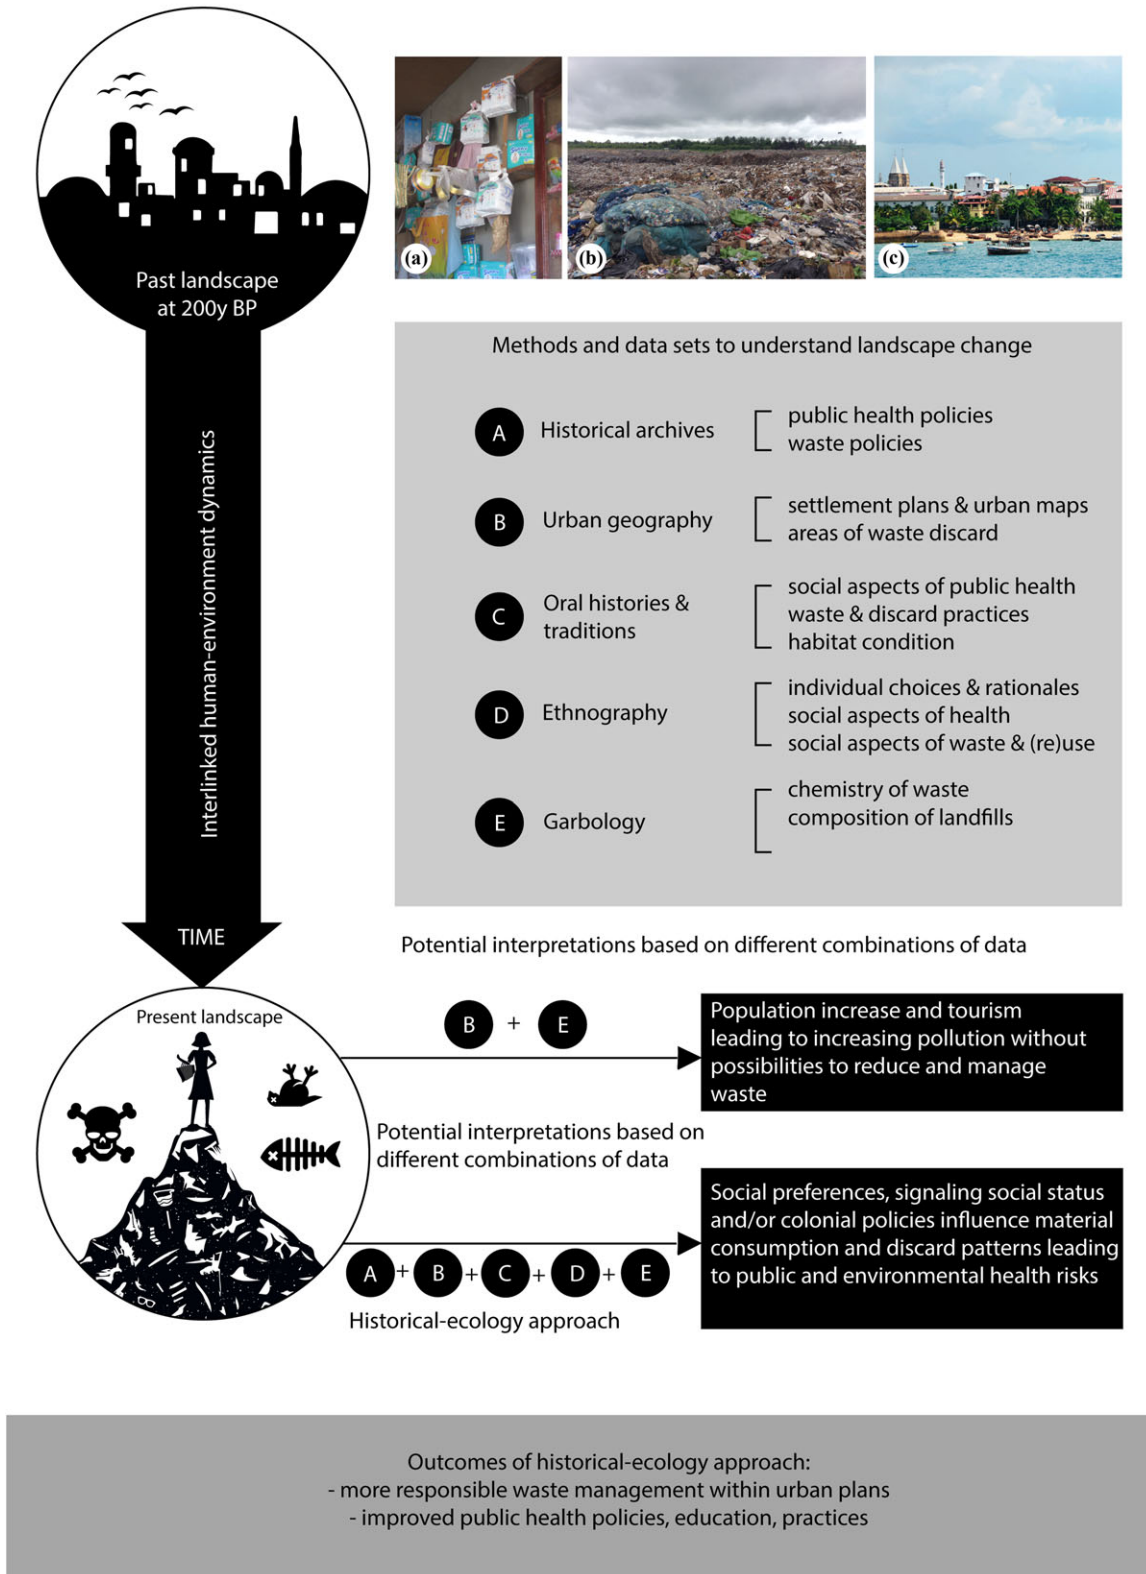 Past landscape
at 200y BP
(a)
(b)
(c)
Methods and data sets to understand landscape change
A Historical archives
public health policies
waste policies
B Urban geography
settlement plans & urban maps
areas of waste discard
C Oral histories &
traditions
social aspects of public health
waste & discard practices
habitat condition
D Ethnography
individual choices & rationales
social aspects of health
social aspects of waste & (re)use
E Garbology
chemistry of waste
composition of landfills
Interlinked human-environment dynamics
TIME
Potential interpretations based on different combinations of data
Present landscape
B + E
Population increase and tourism
leading to increasing pollution without
possibilities to reduce and manage
waste
Potential interpretations based on
different combinations of data
A + B + C + D + E
Historical-ecology approach
Social preferences, signaling social status
and/or colonial policies influence material
consumption and discard patterns leading
to public and environmental health risks
Outcomes of historical-ecology approach:
- more responsible waste management within urban plans
- improved public health policies, education, practices